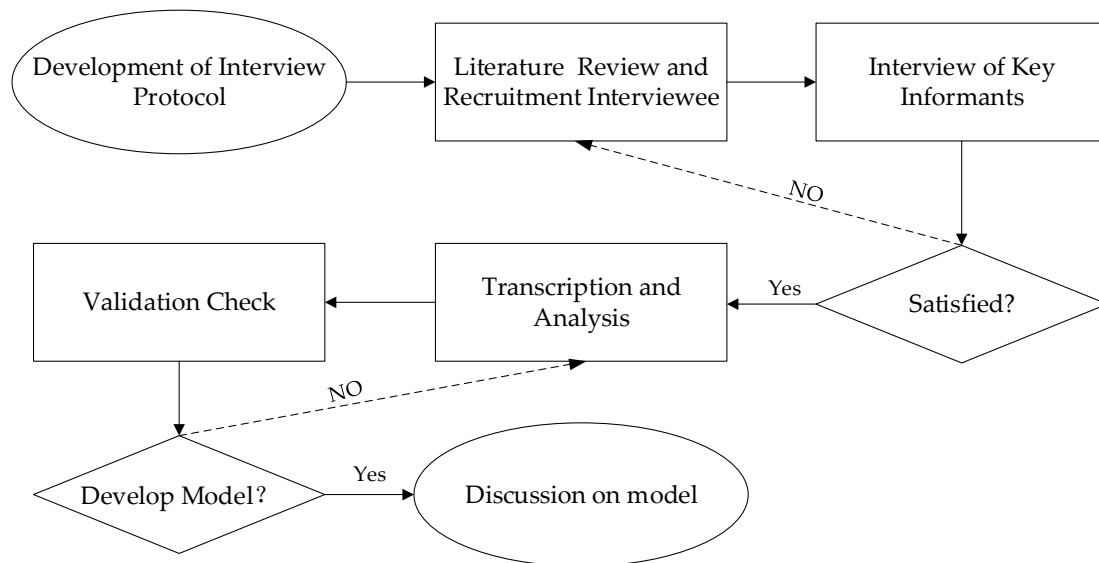 Development of Interview
Protocol
Literature Review and
Recruitment Interviewee
Interview of Key
Informants
NO
Validation Check
Transcription and
Analysis
Yes
Satisfied?
NO
Develop Model?
Yes
Discussion on model